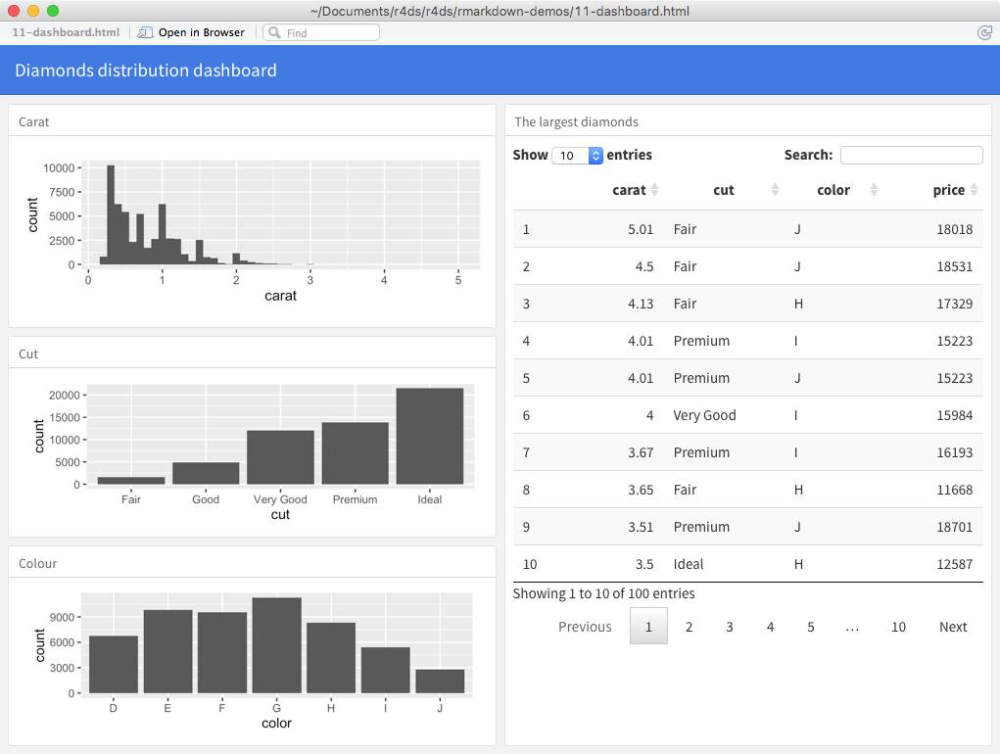 ~/Documents/r4ds/r4ds/rmarkdown-demos/11-dashboard.html
11-dashboard.html Open in Browser Find
Diamonds distribution dashboard
Carat
10000
7500
5000
2500
0
count
0 1 2 3 4 5
carat
Cut
20000
15000
10000
5000
0
count
Fair Good Very Good Premium Ideal
cut
Colour
9000
6000
3000
0
count
D E F G H I J
color
The largest diamonds
Show 10 entries Search:
carat cut color price
1 5.01 Fair J 18018
2 4.5 Fair J 18531
3 4.13 Fair H 17329
4 4.01 Premium I 15223
5 4.01 Premium J 15223
6 4 Very Good I 15984
7 3.67 Premium I 16193
8 3.65 Fair H 11668
9 3.51 Premium J 18701
10 3.5 Ideal H 12587
Showing 1 to 10 of 100 entries
Previous 1 2 3 4 5 … 10 Next